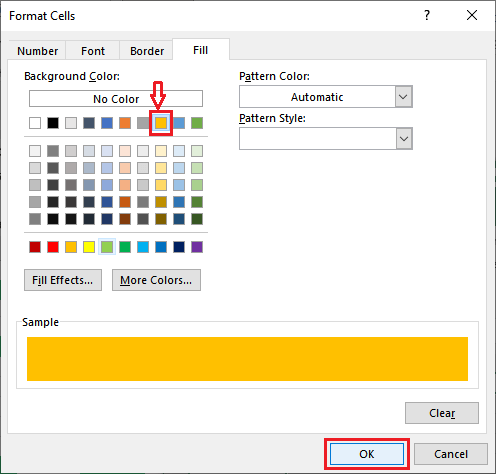 Format Cells
?
Number
Font
Border
Fill
Background Color:
No Color
Pattern Color:
Automatic
Pattern Style:
Fill Effects...
More Colors...
Sample
Clear
OK
Cancel